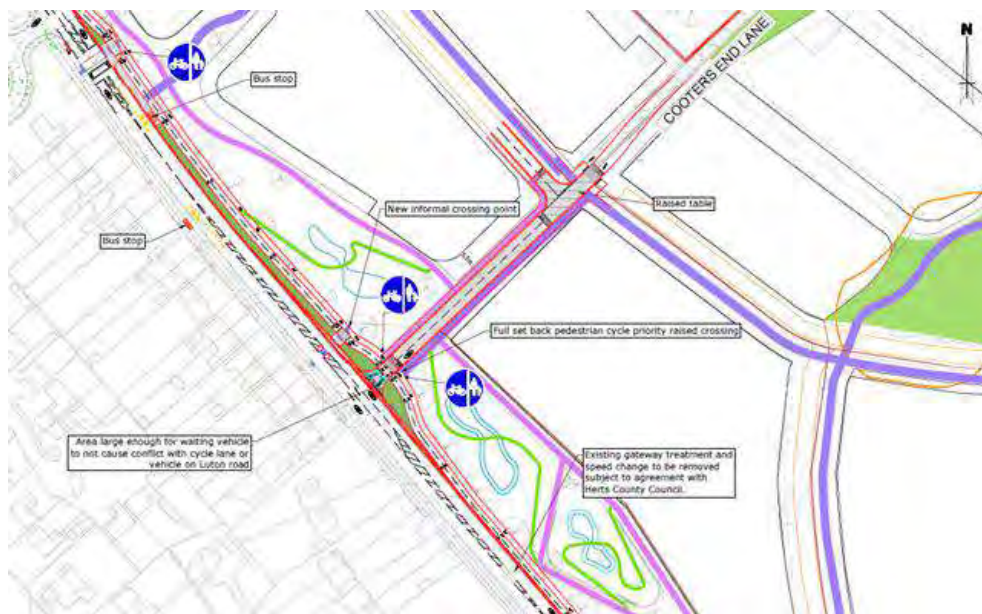 N
COOTERS END LANE
Bus stop
Raised table
New informal crossing point
Bus stop
Full set back pedestrian cycle priority raised crossing
Area large enough for waiting vehicle
to not cause conflict with cycle lane or
vehicle on Luton road
Existing gateway treatment and
speed change to be removed
subject to agreement with
Herts County Council.